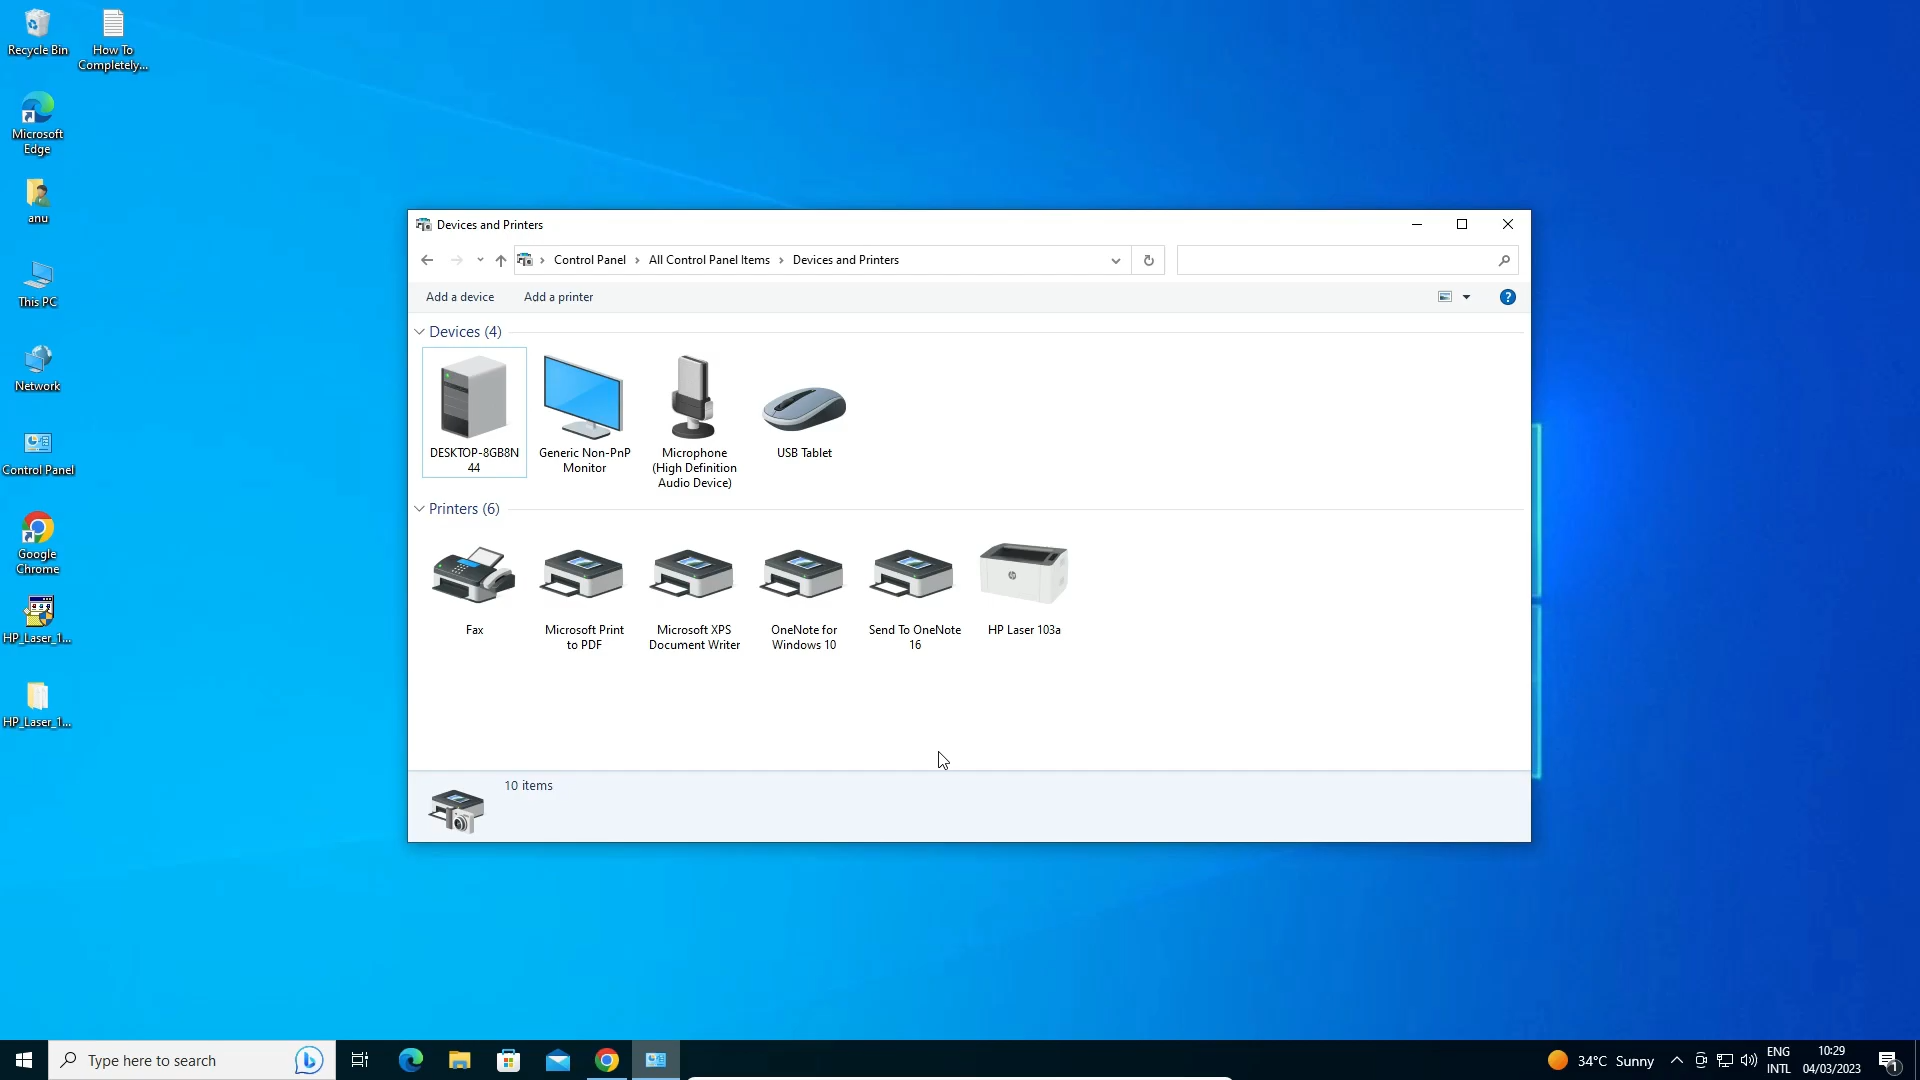 Recycle Bin
How To
Completely...
Microsoft
Edge
anu
This PC
Network
Control Panel
Google
Chrome
HP_Laser_1...
HP_Laser_1...
Devices and Printers
Control Panel > All Control Panel Items > Devices and Printers
Add a device Add a printer
?
Devices (4)
DESKTOP-8GB8N
44
Generic Non-PnP
Monitor
Microphone
(High Definition
Audio Device)
USB Tablet
Printers (6)
Fax
Microsoft Print
to PDF
Microsoft XPS
Document Writer
OneNote for
Windows 10
Send To OneNote
16
HP Laser 103a
10 items
Type here to search
34°C Sunny
ENG
INTL
10:29
04/03/2023
1